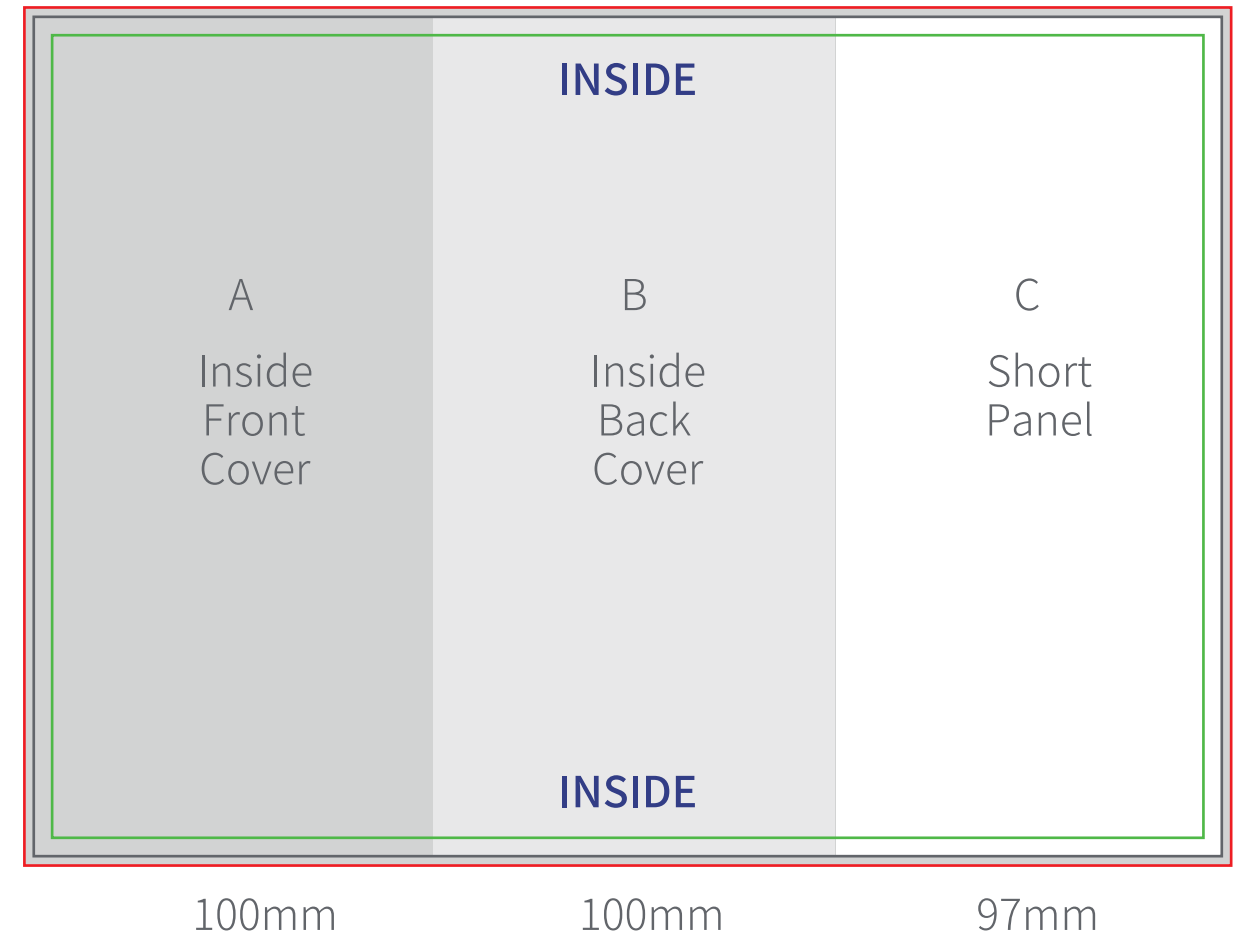 INSIDE
A
Inside
Front
Cover
B
Inside
Back
Cover
C
Short
Panel
INSIDE
100mm
100mm
97mm